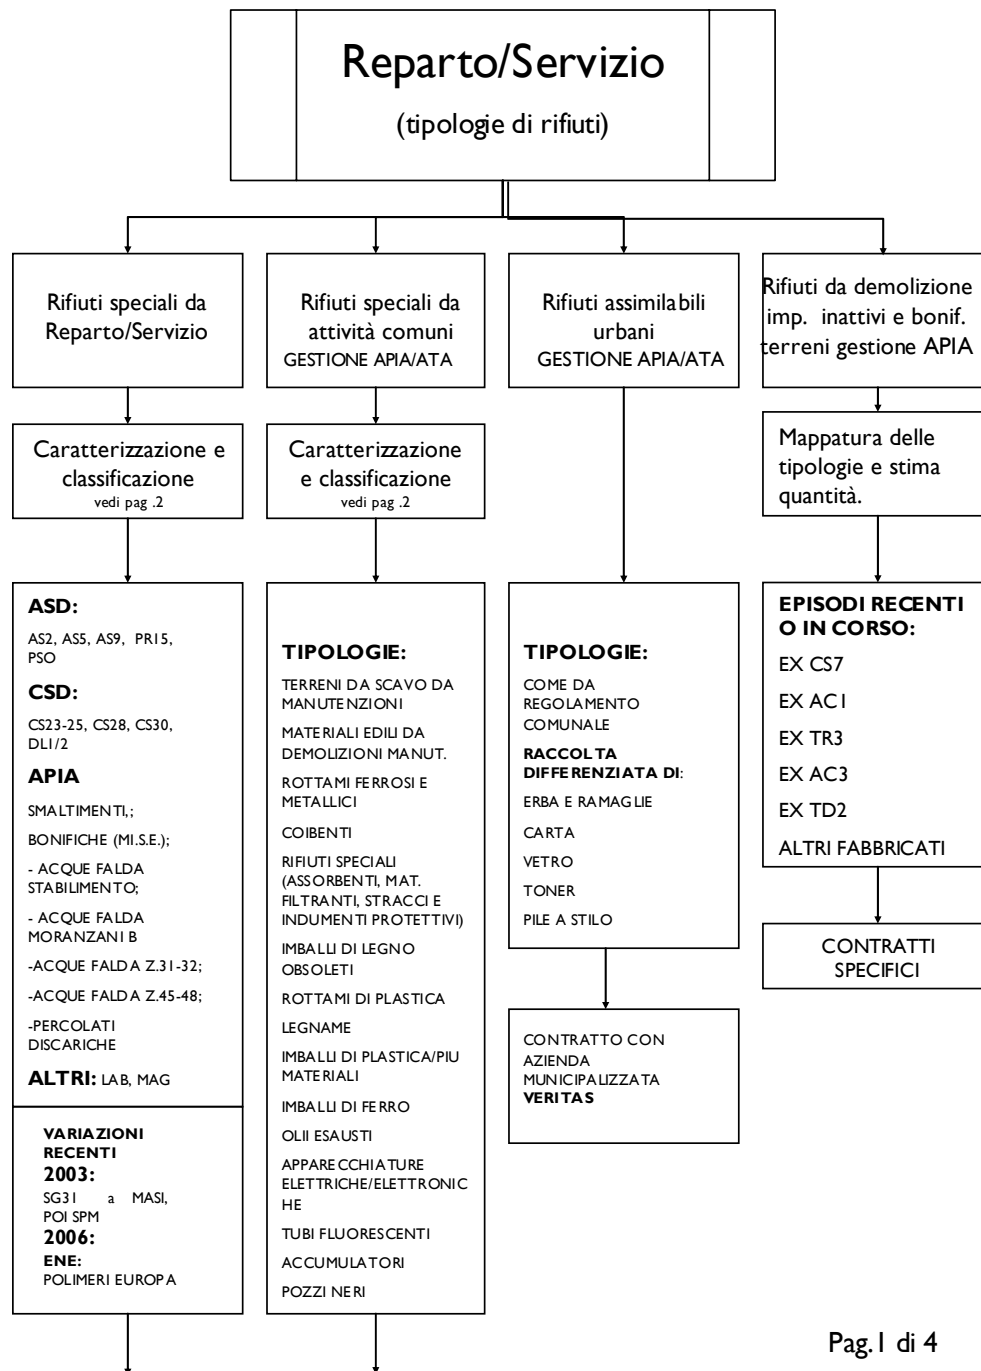 Reparto/Servizio
(tipologie di rifiuti)
Rifiuti speciali da
Reparto/Servizio
Rifiuti speciali da
attività comuni
GESTIONE APIA/ATA
Rifiuti assimilabili
urbani
GESTIONE APIA/ATA
Rifiuti da demolizione
imp. inattivi e bonif.
terreni gestione APIA
Caratterizzazione e
classificazione
vedi pag .2
Caratterizzazione
e classificazione
vedi pag .2
Mappatura delle
tipologie e stima
quantità.
ASD:
AS2, AS5, AS9, PR15,
PSO
CSD:
CS23-25, CS28, CS30,
DL1/2
APIA
SMALTIMENTI,;
BONIFICHE (MI.S.E.);
- ACQUE FALDA
STABILIMENTO;
- ACQUE FALDA
MORANZANI B
-ACQUE FALDA Z.31-32;
-ACQUE FALDA Z.45-48;
-PERCOLATI
DISCARICHE
ALTRI: LAB, MAG
VARIAZIONI
RECENTI
2003:
SG31 a MASI,
POI SPM
2006:
ENE:
POLIMERI EUROPA
TIPOLOGIE:
TERRENI DA SCAVO DA
MANUTENZIONI
MATERIALI EDILI DA
DEMOLIZIONI MANUT.
ROTTAMI FERROSI E
METALLICI
COIBENTI
RIFIUTI SPECIALI
(ASSORBENTI, MAT.
FILTRANTI, STRACCI E
INDUMENTI PROTETTIVI)
IMBALLI DI LEGNO
OBSOLETI
ROTTAMI DI PLASTICA
LEGNAME
IMBALLI DI PLASTICA/PIU
MATERIALI
IMBALLI DI FERRO
OLII ESAUSTI
APPARECCHIATURE
ELETTRICHE/ELETTRONIC
HE
TUBI FLUORESCENTI
ACCUMULATORI
POZZI NERI
TIPOLOGIE:
COME DA
REGOLAMENTO
COMUNALE
RACCOLTA
DIFFERENZIATA DI:
ERBA E RAMAGLIE
CARTA
VETRO
TONER
PILE A STILO
CONTRATTO CON
AZIENDA
MUNICIPALIZZATA
VERITAS
EPISODI RECENTI
O IN CORSO:
EX CS7
EX AC1
EX TR3
EX AC3
EX TD2
ALTRI FABBRICATI
CONTRATTI
SPECIFICI
Pag.1 di 4